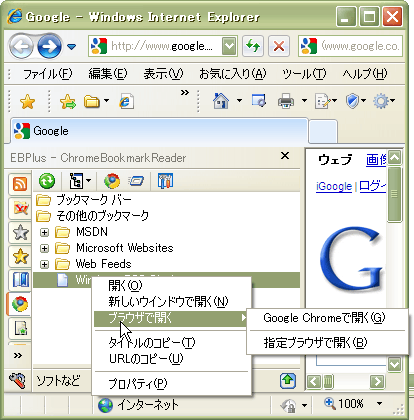 Google - Windows Internet Explorer
http://www.google.... (www.google.co.
ファイル(F) 編集(E) 表示(V) お気に入り(A) ツール(T) ヘルプ(H)
Google
EBPlus - ChromeBookmarkReader
ウェブ 画像
iGoogle | ログイ
ブックマーク バー
その他のブックマーク
MSDN
Microsoft Websites
Web Feeds
開く(O)
新しいウインドウで開く(N)
ブラウザで開く
Google Chromeで開く(G)
指定ブラウザで開く(B)
タイトルのコピー(T)
URLのコピー(U)
プロパティ(P)
ソフトなど
インターネット 100%